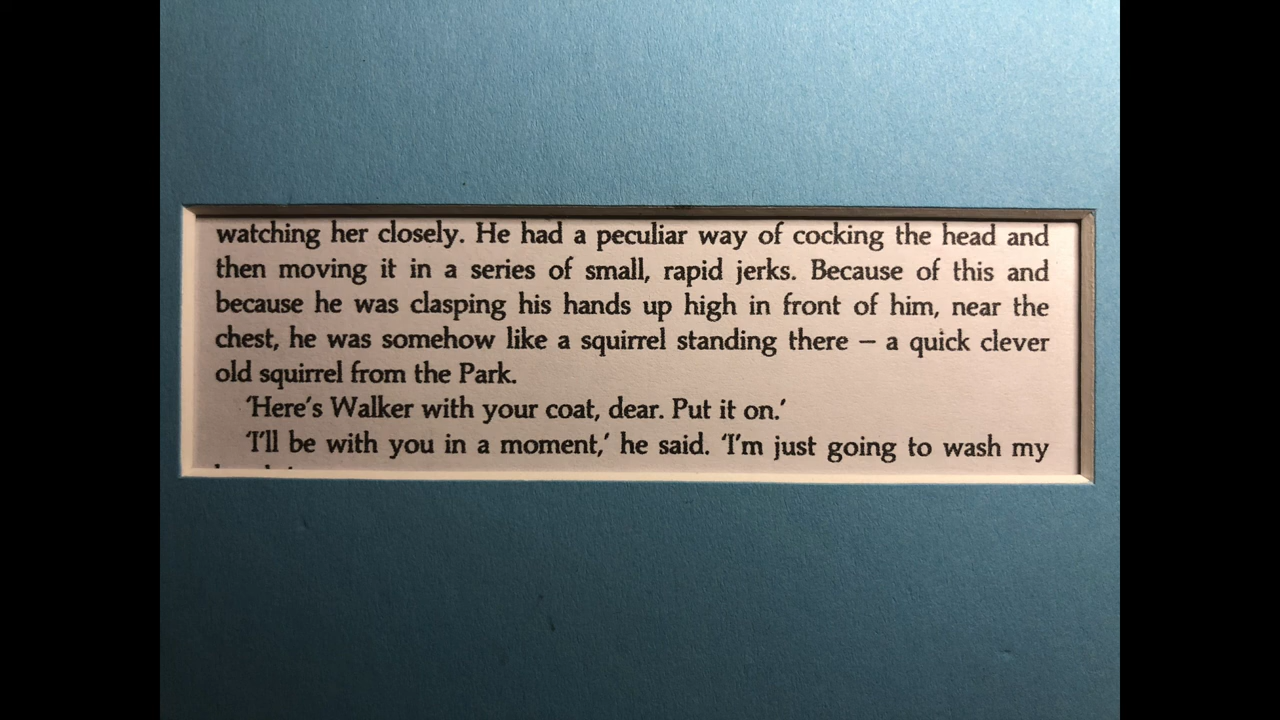 watching her closely. He had a peculiar way of cocking the head and
then moving it in a series of small, rapid jerks. Because of this and
because he was clasping his hands up high in front of him, near the
chest, he was somehow like a squirrel standing there – a quick clever
old squirrel from the Park.
‘Here’s Walker with your coat, dear. Put it on.’
‘I’ll be with you in a moment,’ he said. ‘I’m just going to wash my